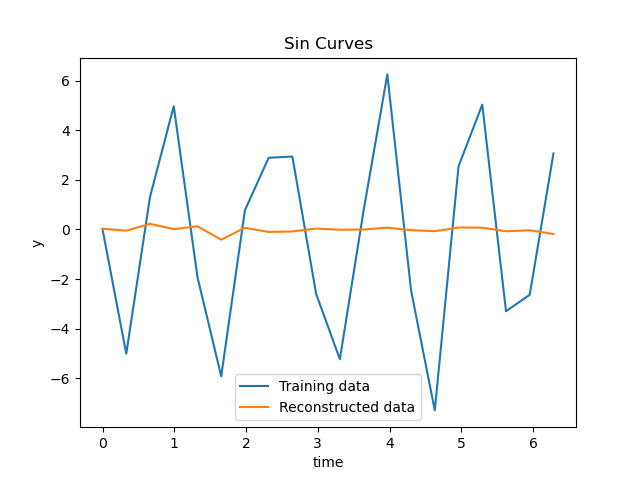 Sin Curves
6
4
2
0
−2
−4
−6
y
Training data
Reconstructed data
0 1 2 3 4 5 6
time